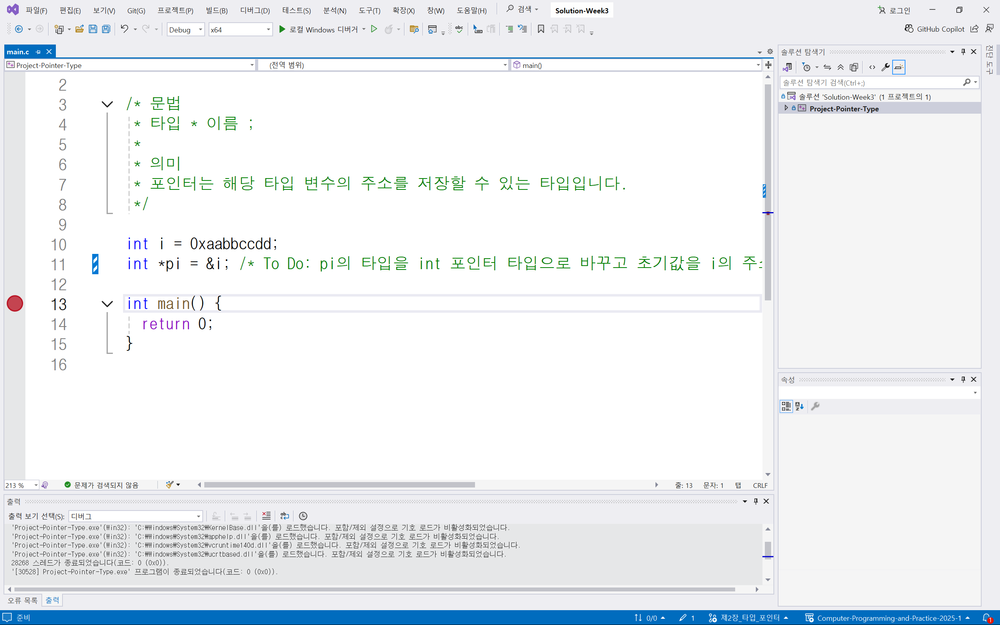 파일(F) 편집(E) 보기(V) Git(G) 프로젝트(P) 빌드(B) 디버그(D) 테스트(S) 분석(N) 도구(T) 확장(X) 창(W) 도움말(H) 검색 Solution-Week3 로그인
Debug x64 로컬 Windows 디버거 abc GitHub Copilot
main.c
Project-Pointer-Type (전역 범위) main()
2
3 /* 문법
4 * 타입 * 이름 ;
5 *
6 * 의미
7 * 포인터는 해당 타입 변수의 주소를 저장할 수 있는 타입입니다.
8 */
9
10 int i = 0xaabbccdd;
11 int *pi = &i; /* To Do: pi의 타입을 int 포인터 타입으로 바꾸고 초기값을 i의
12
13 int main() {
14 return 0;
15 }
16
213 % 문제가 검색되지 않음 줄: 13 문자: 1 탭 CRLF
출력
출력 보기 선택(S): 디버그
'Project-Pointer-Type.exe'(Win32): 'C:₩Windows₩System32₩KernelBase.dll'을(를) 로드했습니다. 포함/제외 설정으로 기호 로드가 비활성화되었습니다.
'Project-Pointer-Type.exe'(Win32): 'C:₩Windows₩System32₩apphelp.dll'을(를) 로드했습니다. 포함/제외 설정으로 기호 로드가 비활성화되었습니다.
'Project-Pointer-Type.exe'(Win32): 'C:₩Windows₩System32₩vcruntime140d.dll'을(를) 로드했습니다. 포함/제외 설정으로 기호 로드가 비활성화되었습니다.
'Project-Pointer-Type.exe'(Win32): 'C:₩Windows₩System32₩ucrtbased.dll'을(를) 로드했습니다. 포함/제외 설정으로 기호 로드가 비활성화되었습니다.
28268 스레드가 종료되었습니다(코드: 0 (0x0)).
'[30528] Project-Pointer-Type.exe' 프로그램이 종료되었습니다(코드: 0 (0x0)).
오류 목록 출력
솔루션 탐색기
솔루션 탐색기 검색(Ctrl+;)
솔루션 'Solution-Week3' (1 프로젝트의 1)
Project-Pointer-Type
속성
진단 도구
준비 0/0 1 제2장_타입_포인터 Computer-Programming-and-Practice-2025-1 1